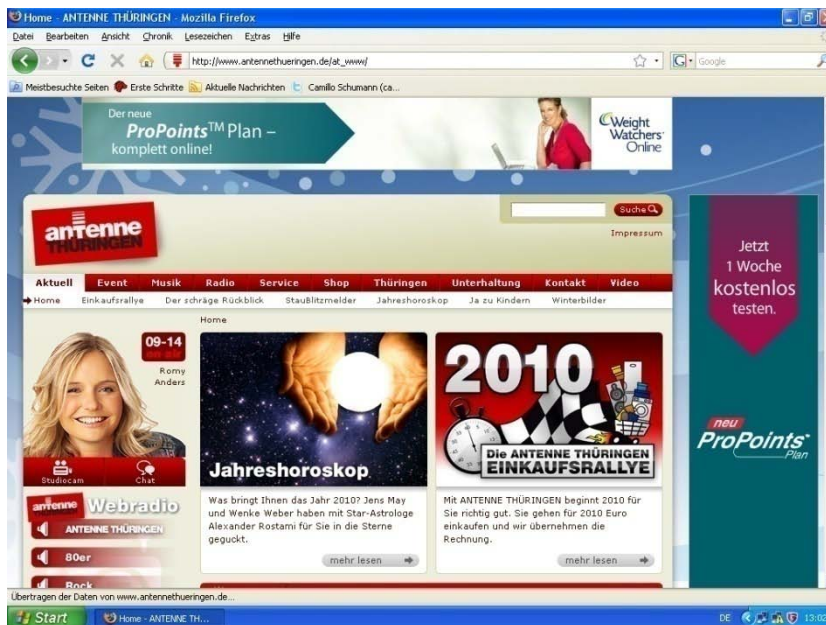 Home - ANTENNE THÜRINGEN - Mozilla Firefox
Datei Bearbeiten Ansicht Chronik Lesezeichen Extras Hilfe
http://www.antennethueringen.de/at_www/
Google
Meistbesuchte Seiten Erste Schritte Aktuelle Nachrichten Camillo Schumann (ca...
Der neue
ProPoints™ Plan –
komplett online!
Weight
Watchers
Online
antenne
THÜRINGEN
Suche
Impressum
Aktuell Event Musik Radio Service Shop Thüringen Unterhaltung Kontakt Video
Home Einkaufsrallye Der schräge Rückblick StauBlitzmelder Jahreshoroskop Ja zu Kindern Winterbilder
Home
09-14
on air
Romy
Anders
Studiocam Chat
antenne Webradio
ANTENNE THÜRINGEN
80er
Rock
Jahreshoroskop
Was bringt Ihnen das Jahr 2010? Jens May
und Wenke Weber haben mit Star-Astrologe
Alexander Rostami für Sie in die Sterne
geguckt.
mehr lesen
2010
Die ANTENNE THÜRINGEN
EINKAUFSRALLYE
Mit ANTENNE THÜRINGEN beginnt 2010 für
Sie richtig gut. Sie gehen für 2010 Euro
einkaufen und wir übernehmen die
Rechnung.
mehr lesen
Jetzt
1 Woche
kostenlos
testen.
neu
ProPoints
Plan
Übertragen der Daten von www.antennethueringen.de...
Start Home - ANTENNE TH... DE 13:02